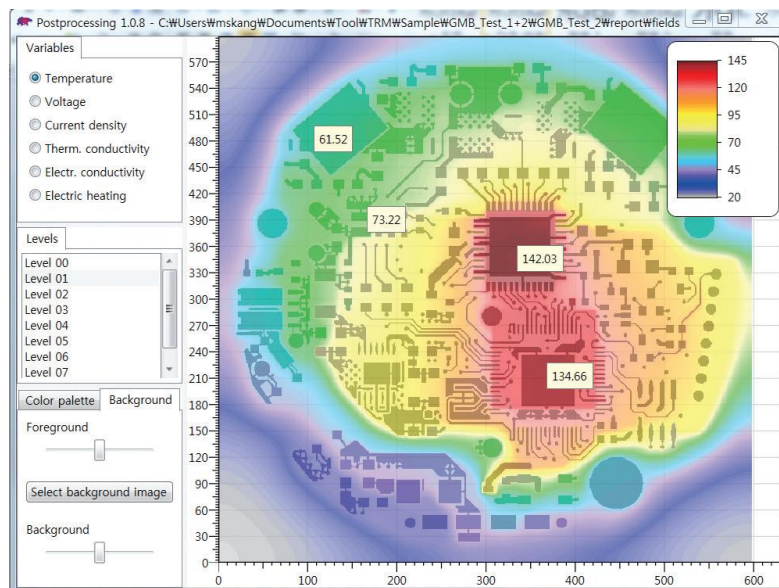 Postprocessing 1.0.8 - C:₩Users₩mskang₩Documents₩Tool₩TRM₩Sample₩GMB_Test_1+2₩GMB_Test_2₩report₩fields
Variables
Temperature
Voltage
Current density
Therm. conductivity
Electr. conductivity
Electric heating
Levels
Level 00
Level 01
Level 02
Level 03
Level 04
Level 05
Level 06
Level 07
Color palette
Background
Foreground
Select background image
Background
570
540
510
480
450
420
390
360
330
300
270
240
210
180
150
120
90
60
30
0
0
100
200
300
400
500
600
61.52
73.22
142.03
134.66
145
120
95
70
45
20